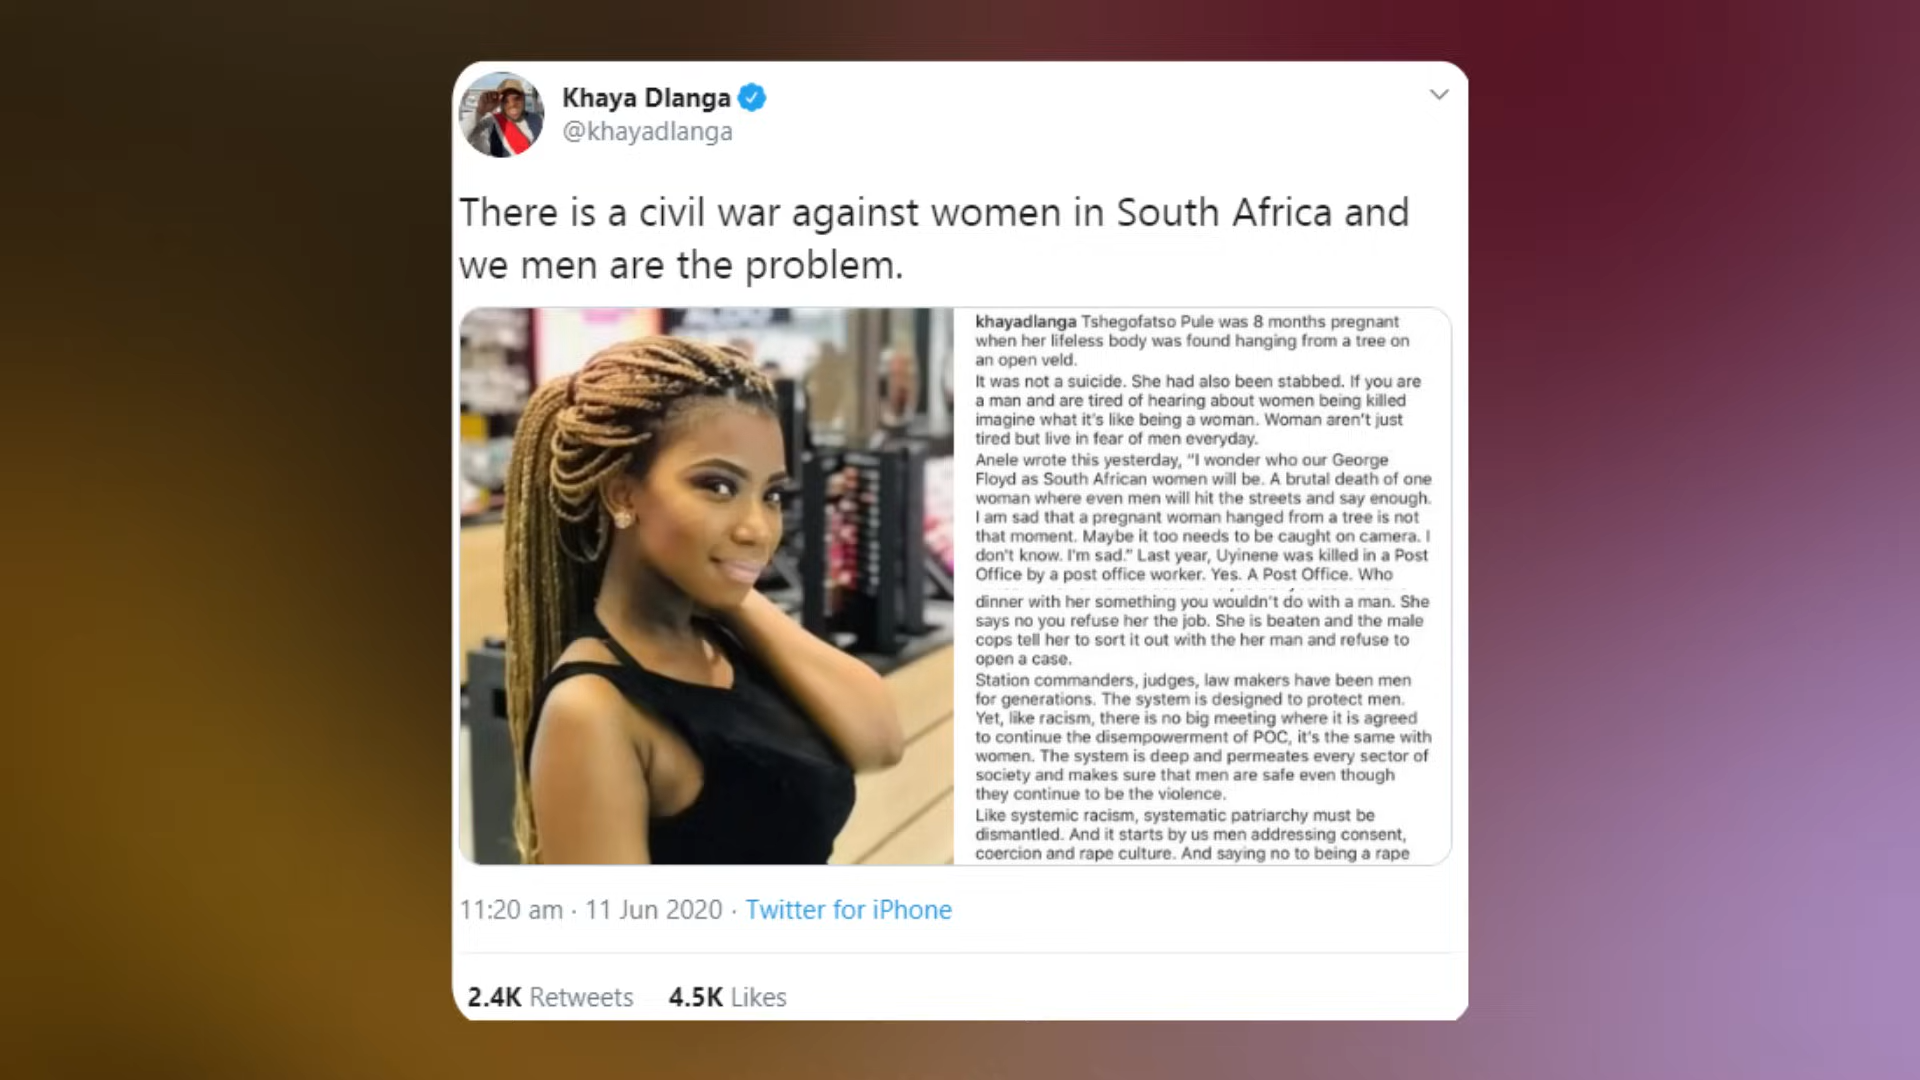 Khaya Dlanga
@khayadlanga
There is a civil war against women in South Africa and
we men are the problem.
khayadlanga Tshegofatso Pule was 8 months pregnant
when her lifeless body was found hanging from a tree on
an open veld.
It was not a suicide. She had also been stabbed. If you are
a man and are tired of hearing about women being killed
imagine what it's like being a woman. Woman aren't just
tired but live in fear of men everyday.
Anele wrote this yesterday, "I wonder who our George
Floyd as South African women will be. A brutal death of one
woman where even men will hit the streets and say enough.
I am sad that a pregnant woman hanged from a tree is not
that moment. Maybe it too needs to be caught on camera. I
don't know. I'm sad." Last year, Uyinene was killed in a Post
Office by a post office worker. Yes. A Post Office. Who
dinner with her something you wouldn't do with a man. She
says no you refuse her the job. She is beaten and the male
cops tell her to sort it out with the her man and refuse to
open a case.
Station commanders, judges, law makers have been men
for generations. The system is designed to protect men.
Yet, like racism, there is no big meeting where it is agreed
to continue the disempowerment of POC, it's the same with
women. The system is deep and permeates every sector of
society and makes sure that men are safe even though
they continue to be the violence.
Like systemic racism, systematic patriarchy must be
dismantled. And it starts by us men addressing consent,
coercion and rape culture. And saying no to being a rape
11:20 am · 11 Jun 2020 · Twitter for iPhone
2.4K Retweets 4.5K Likes